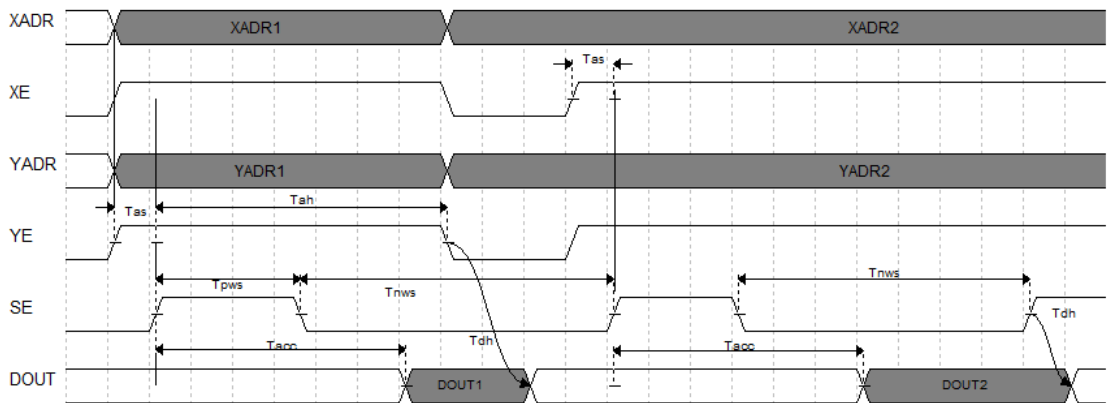 XADR XADR1 XADR2
Tas
XE
YADR YADR1 YADR2
Tas Tah
YE
Tpws Tnws Tnws
SE Tdh
Tacc Tdh Tacc
DOUT DOUT1 DOUT2